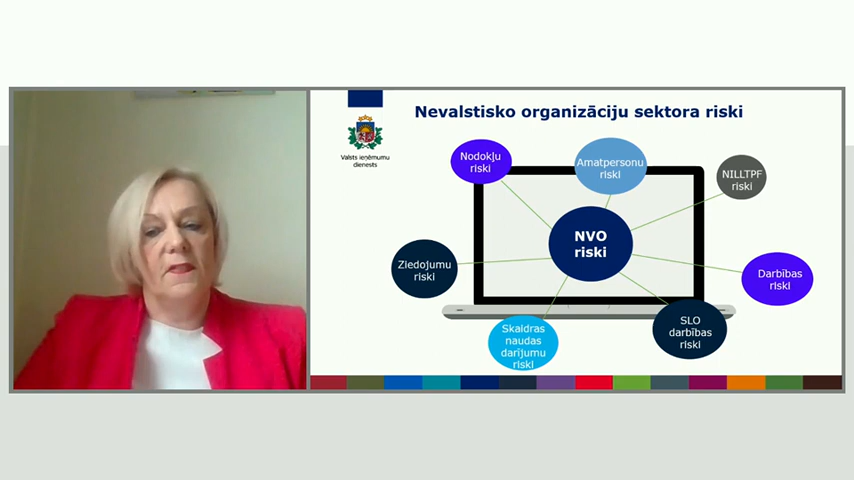 Nevalstisko organizāciju sektora riski
Valsts ieņēmumu
dienests
Nodokļu
riski
Amatpersonu
riski
NILLTPF
riski
NVO
riski
Ziedojumu
riski
Darbības
riski
Skaidras
naudas
darījumu
riski
SLO
darbības
riski